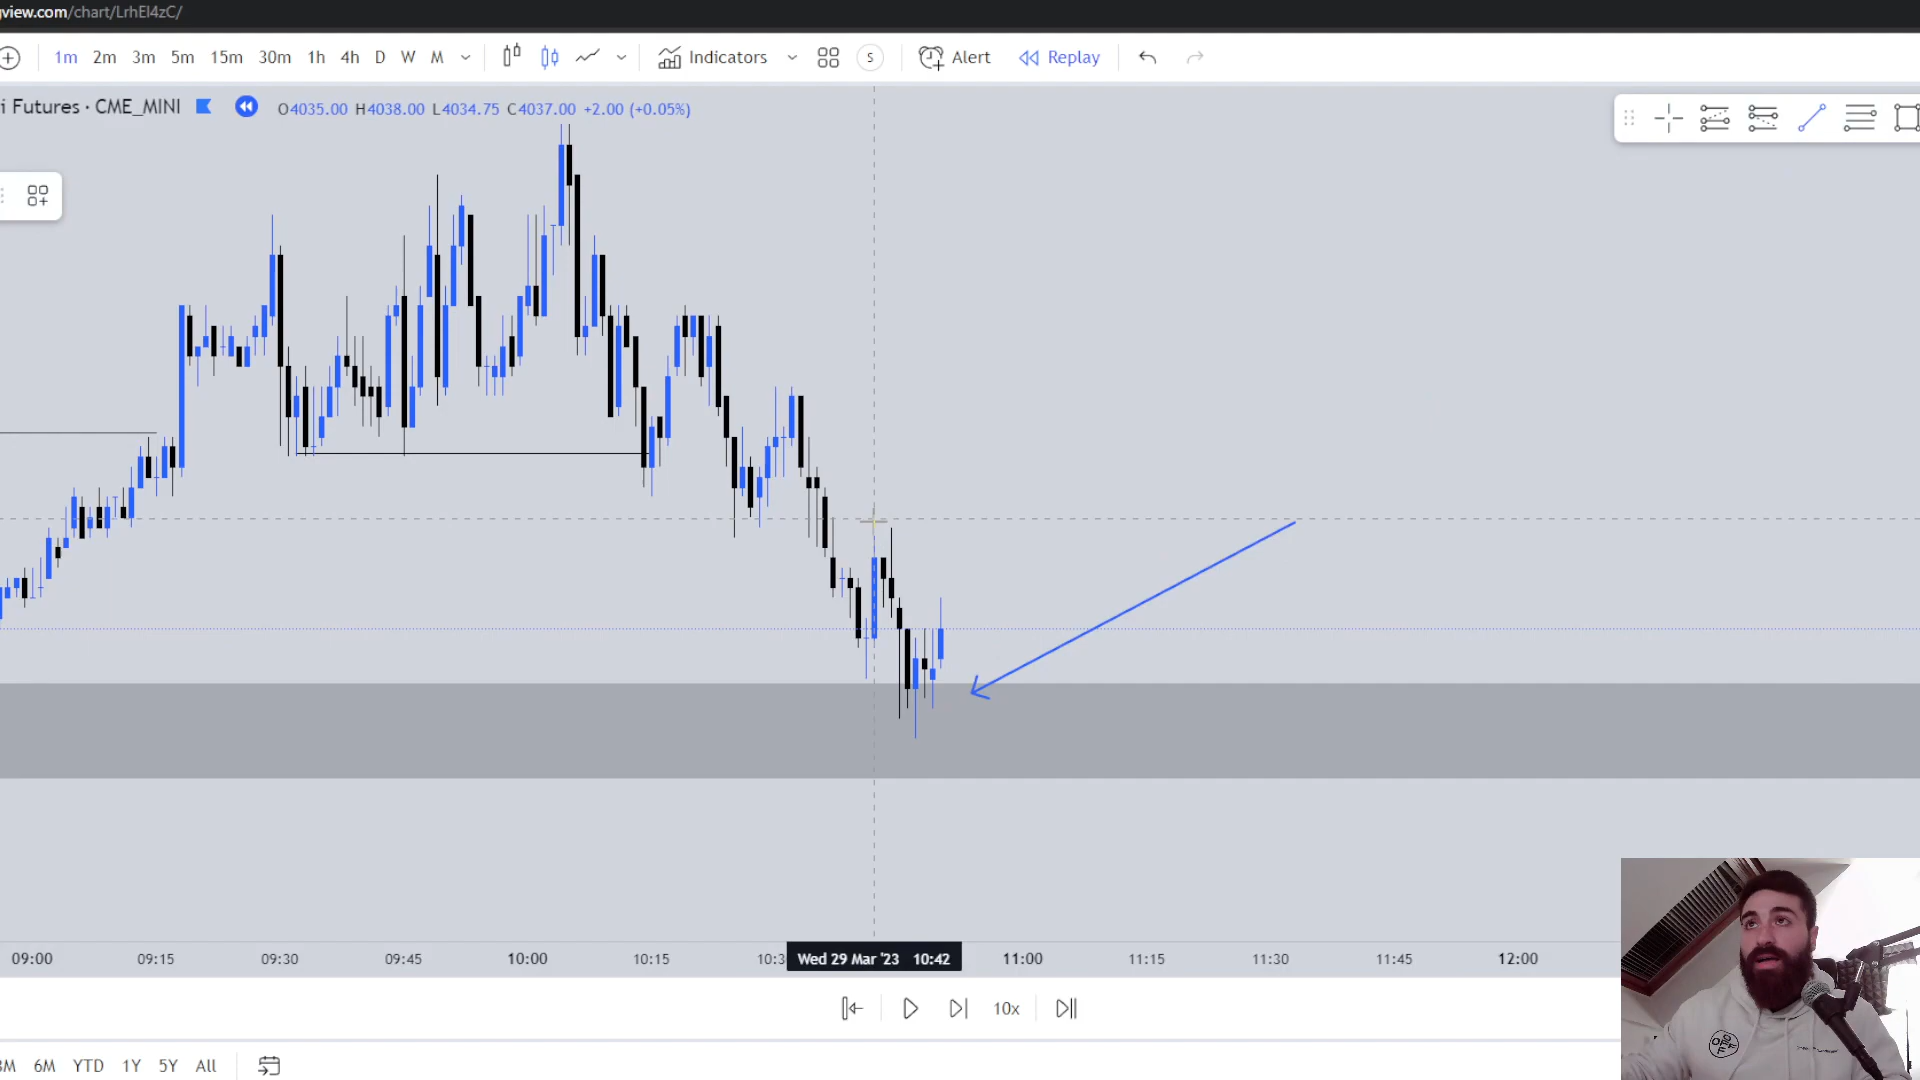 gview.com/chart/LrhEl4zC/
1m 2m 3m 5m 15m 30m 1h 4h D W M Indicators S Alert Replay
i Futures · CME_MINI O4035.00 H4038.00 L4034.75 C4037.00 +2.00 (+0.05%)
09:00 09:15 09:30 09:45 10:00 10:15 10:3 Wed 29 Mar '23 10:42 11:00 11:15 11:30 11:45 12:00
10x
3M 6M YTD 1Y 5Y All
OFF